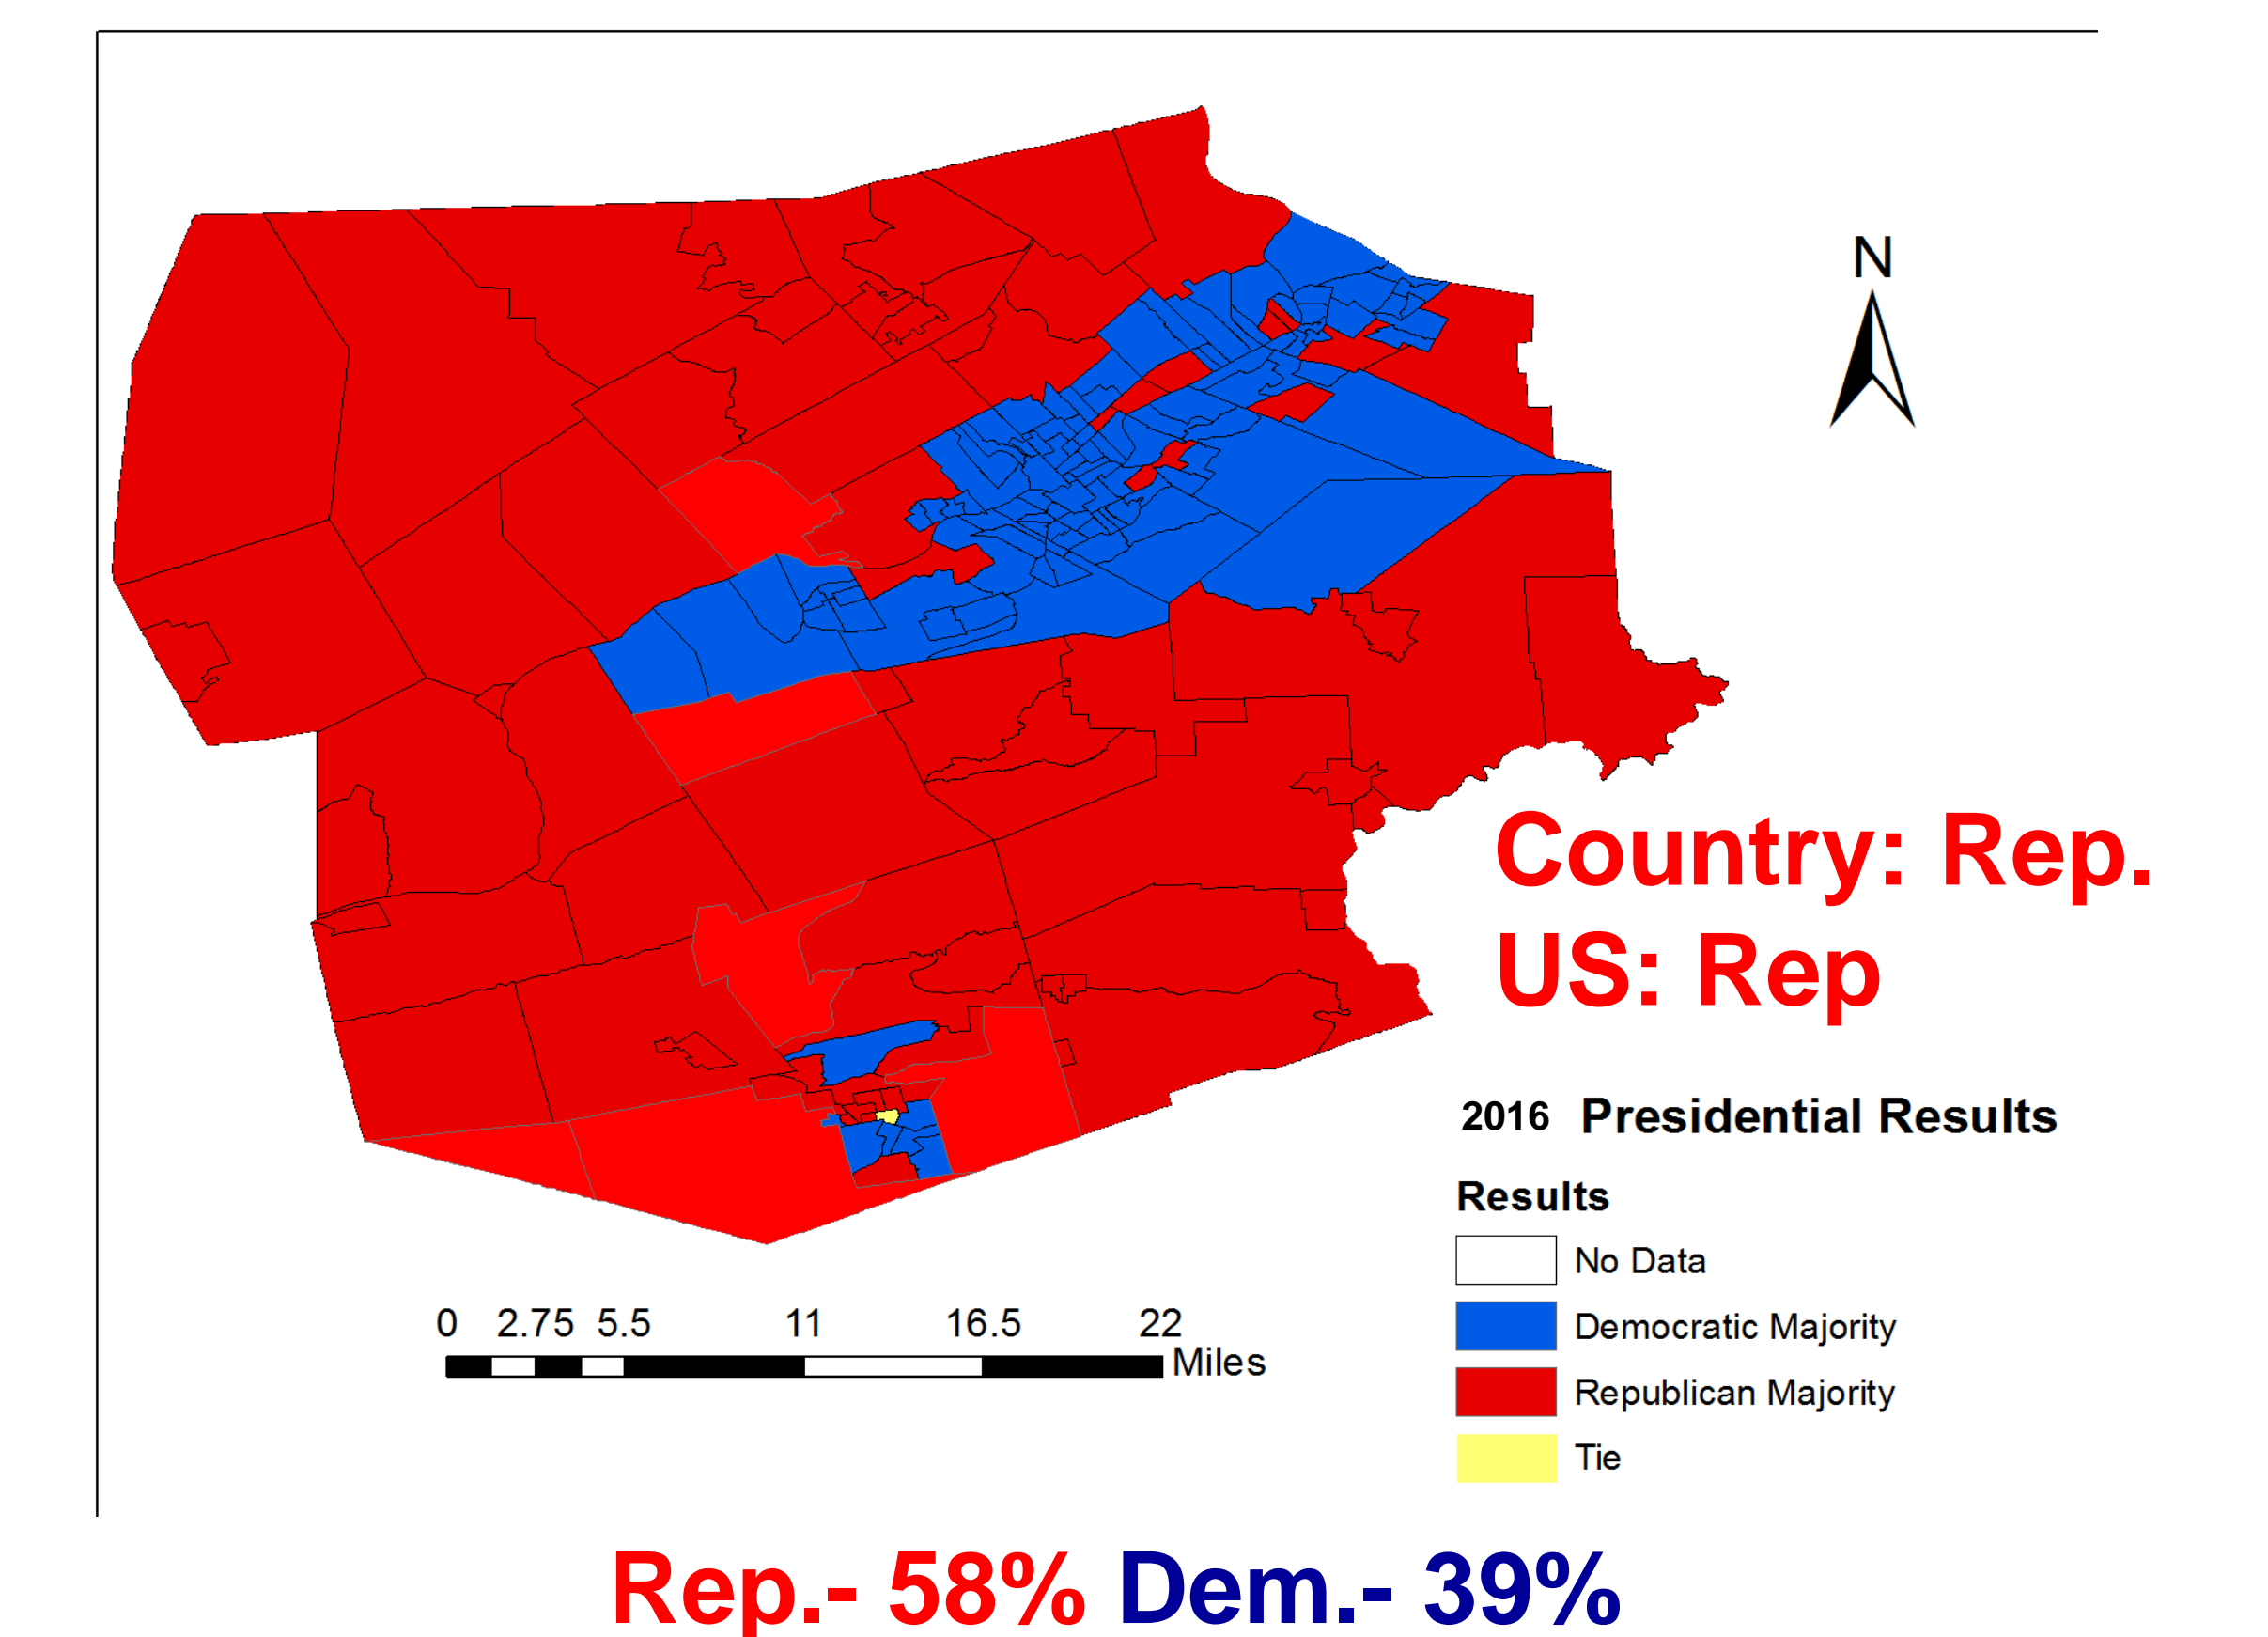 N
Country: Rep.
US: Rep
2016 Presidential Results
Results
No Data
Democratic Majority
Republican Majority
Tie
0 2.75 5.5 11 16.5 22
Miles
Rep.- 58% Dem.- 39%